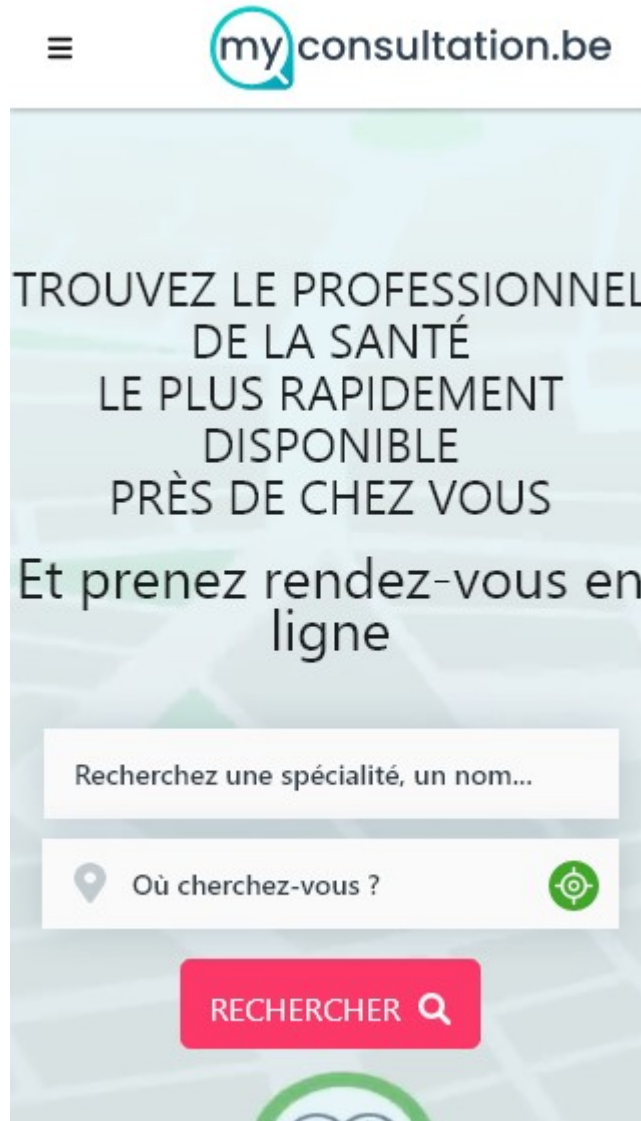 myconsultation.be
TROUVEZ LE PROFESSIONNEL
DE LA SANTÉ
LE PLUS RAPIDEMENT
DISPONIBLE
PRÈS DE CHEZ VOUS
Et prenez rendez-vous en
ligne
Recherchez une spécialité, un nom...
Où cherchez-vous ?
RECHERCHER